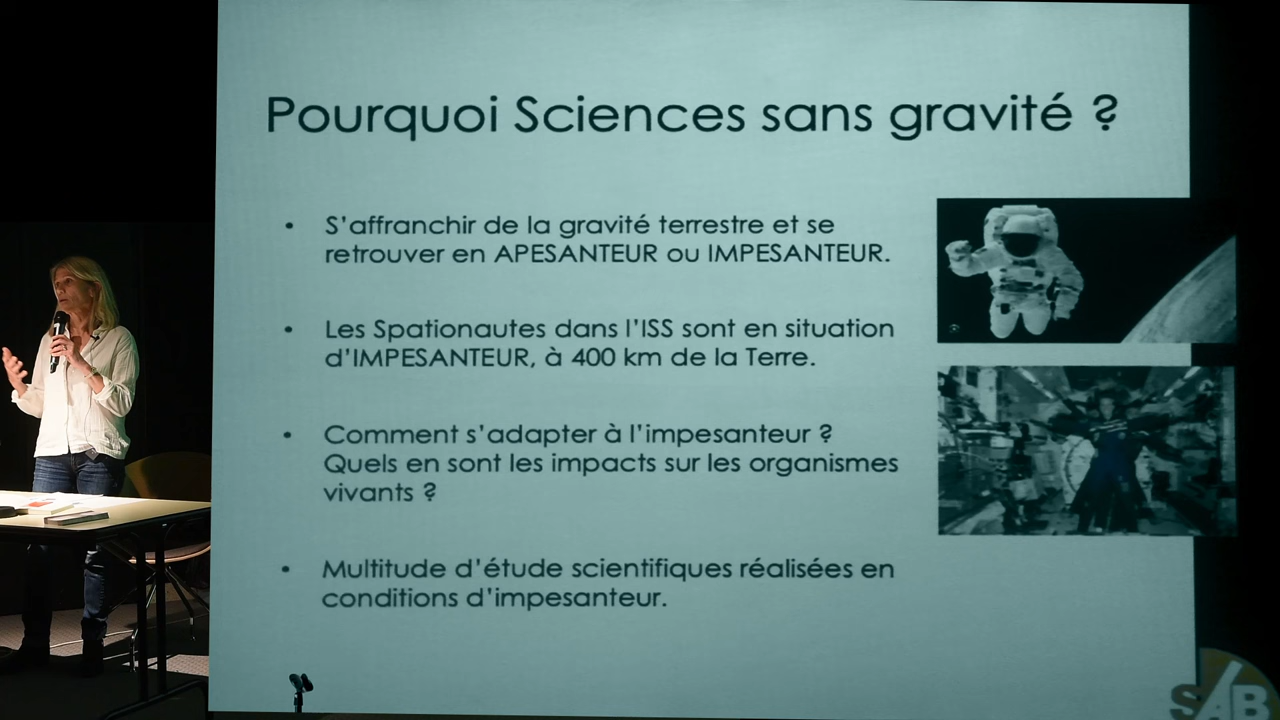 Pourquoi Sciences sans gravité ?
• S'affranchir de la gravité terrestre et se
retrouver en APESANTEUR ou IMPESANTEUR.
• Les Spationautes dans l'ISS sont en situation
d'IMPESANTEUR, à 400 km de la Terre.
• Comment s'adapter à l'impesanteur ?
Quels en sont les impacts sur les organismes
vivants ?
• Multitude d'étude scientifiques réalisées en
conditions d'impesanteur.